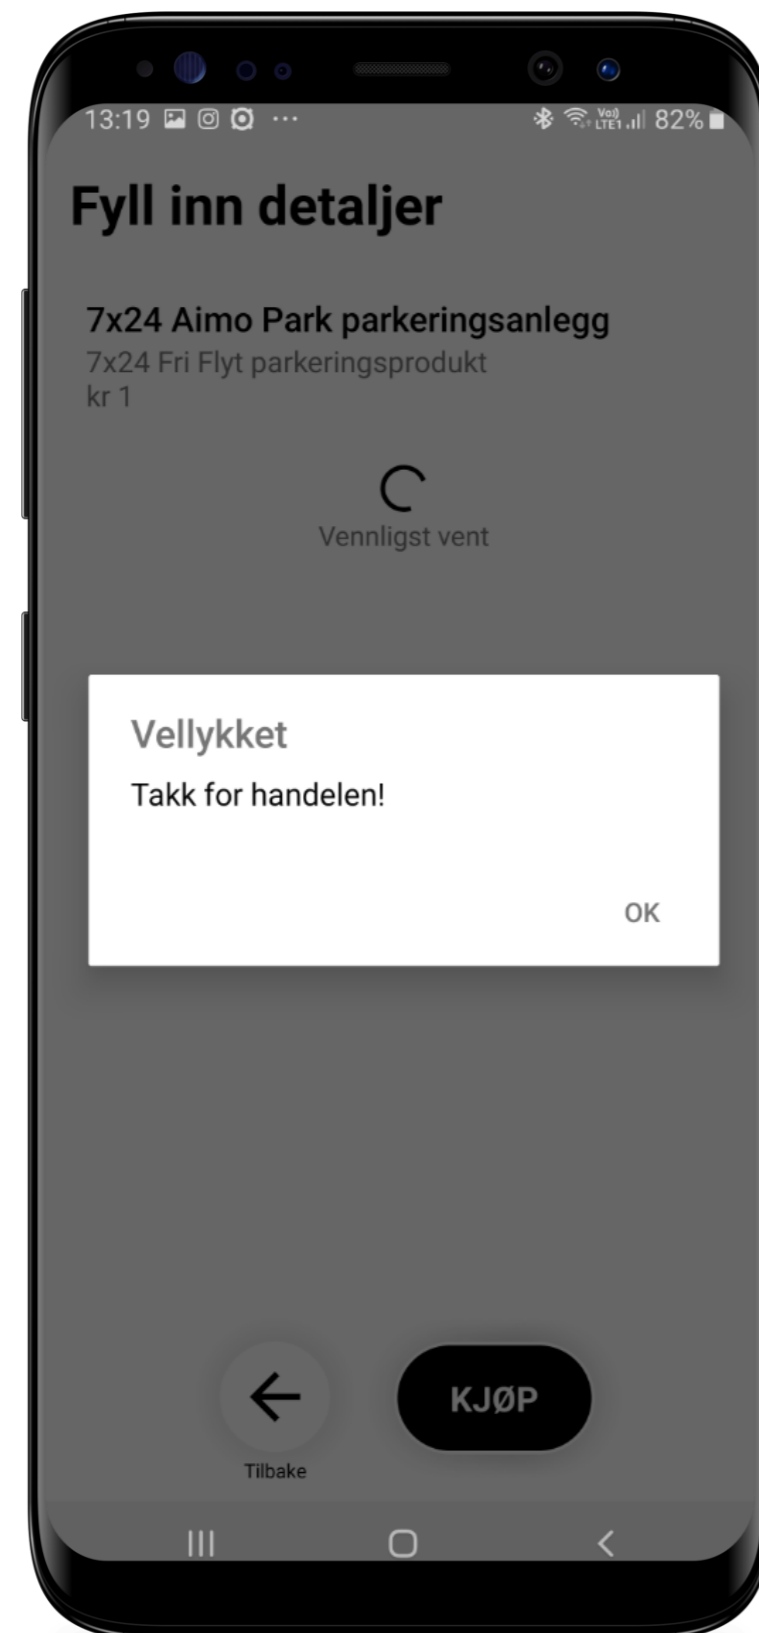 13:19
82%
Fyll inn detaljer
7x24 Aimo Park parkeringsanlegg
7x24 Fri Flyt parkeringsprodukt
kr 1
Vennligst vent
Vellykket
Takk for handelen!
OK
KJØP
Tilbake